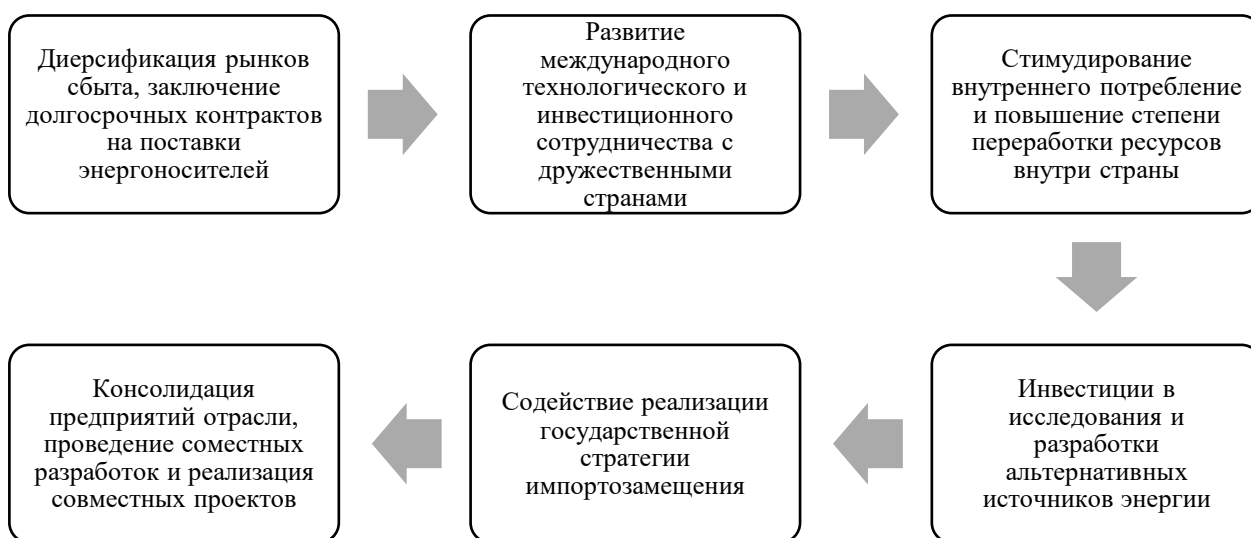 Диерсификация рынков
сбыта, заключение
долгосрочных контрактов
на поставки
энергоносителей
Развитие
международного
технологического и
инвестиционного
сотрудничества с
дружественными
странами
Стимудирование
внутреннего потребление
и повышение степени
переработки ресурсов
внутри страны
Инвестиции в
исследования и
разработки
альтернативных
источников энергии
Содействие реализации
государственной
стратегии
импортозамещения
Консолидация
предприятий отрасли,
проведение соместных
разработок и реализация
совместных проектов